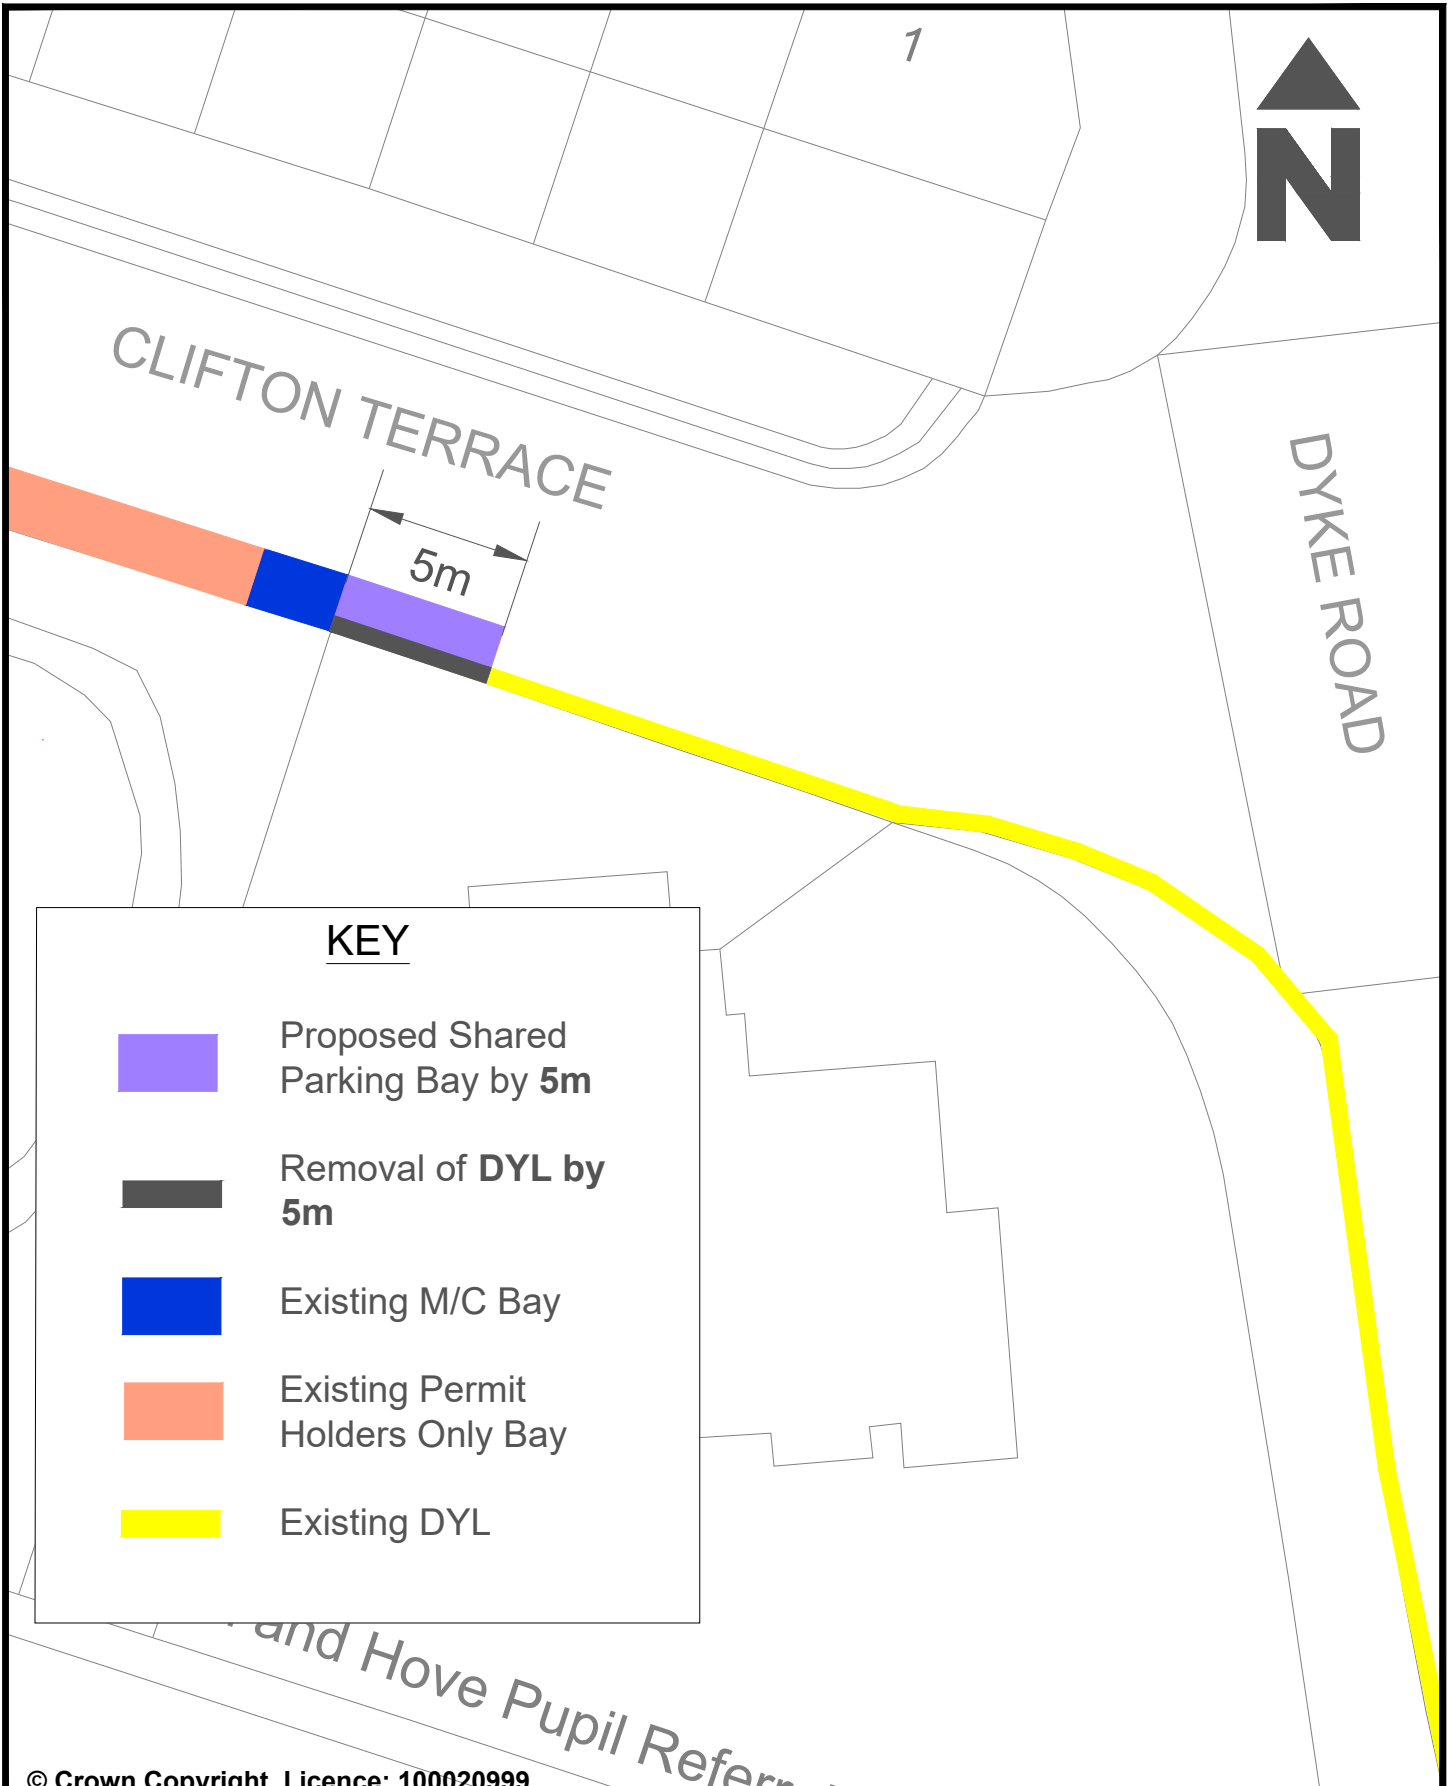 1
N
CLIFTON TERRACE
DYKE ROAD
5m
KEY
Proposed Shared
Parking Bay by 5m
Removal of DYL by
5m
Existing M/C Bay
Existing Permit
Holders Only Bay
Existing DYL
and Hove Pupil
© Crown Copyright. Licence: 100020999